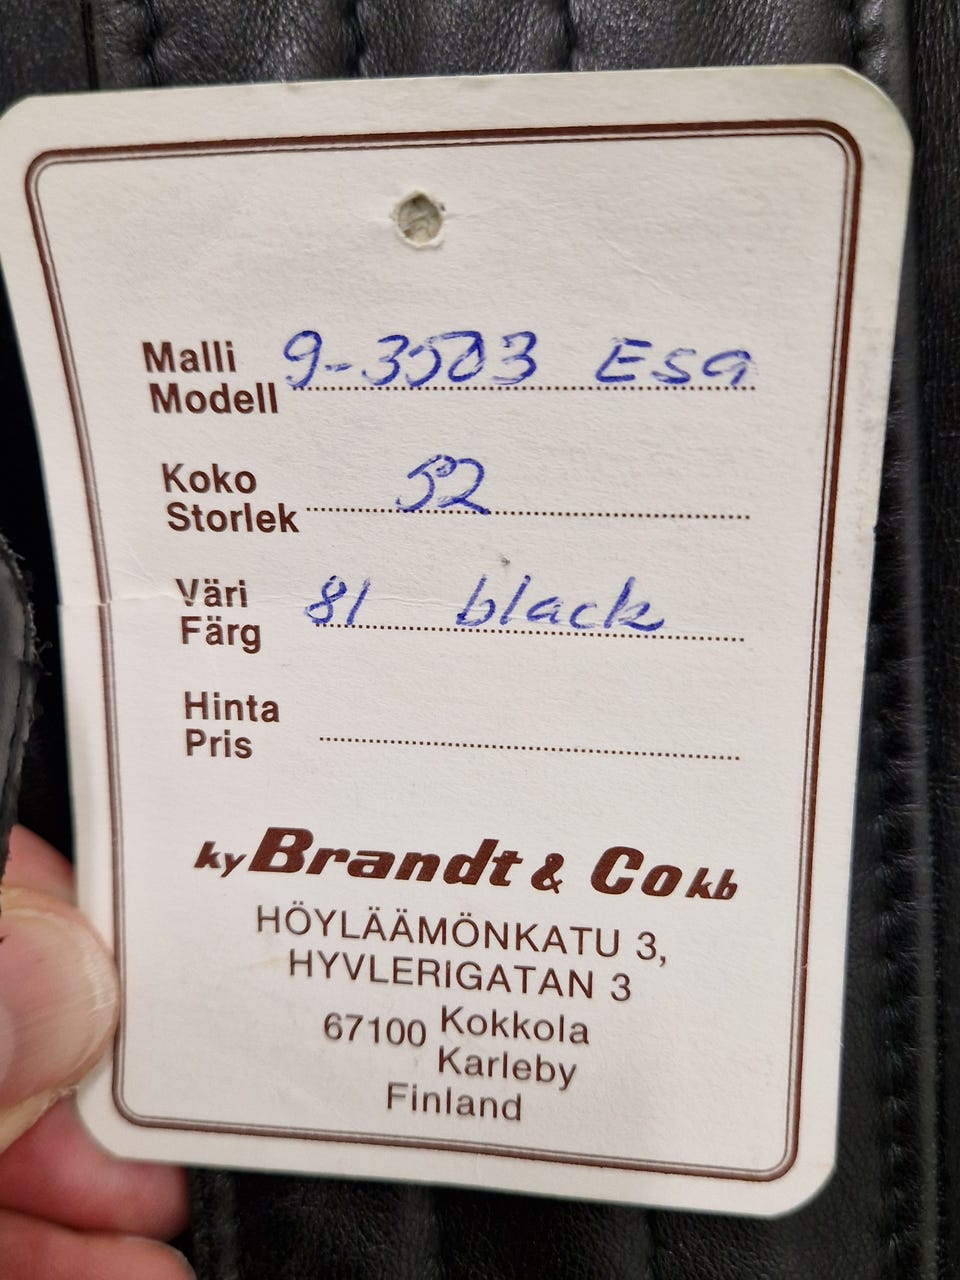 Malli 9-3503 Esa
Modell
Koko 52
Storlek
Väri 81 black
Färg
Hinta
Pris
ky Brandt & Co kb
HÖYLÄÄMÖNKATU 3,
HYVLERIGATAN 3
67100 Kokkola
Karleby
Finland